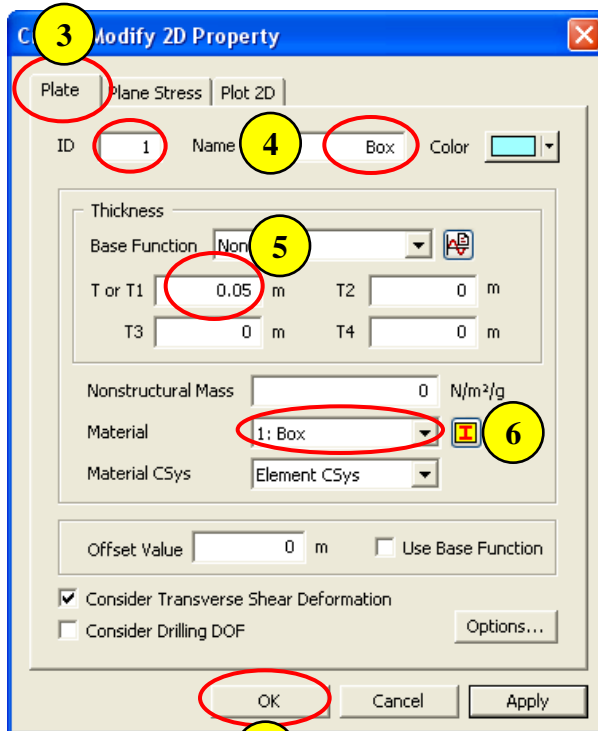 C 3 Modify 2D Property
Plate Plane Stress Plot 2D
ID 1 Name 4 Box Color
Thickness
Base Function Non 5
T or T1 0.05 m T2 0 m
T3 0 m T4 0 m
Nonstructural Mass 0 N/m²/g
Material 1: Box 6
Material CSys Element CSys
Offset Value 0 m Use Base Function
Consider Transverse Shear Deformation
Consider Drilling DOF Options...
OK Cancel Apply